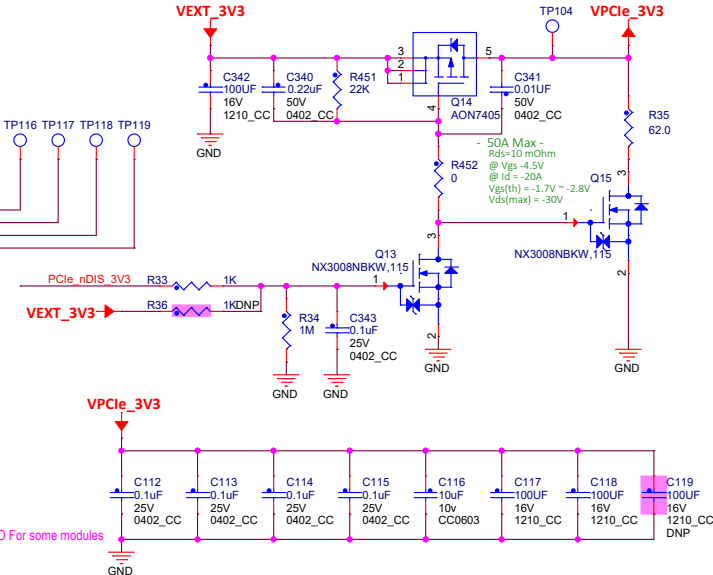 VEXT_3V3
TP104
VPCIe_3V3
C342
100UF
16V
1210_CC
GND
C340
0.22uF
50V
0402_CC
R451
22K
3
2
1
5
4
Q14
AON7405
C341
0.01UF
50V
0402_CC
R35
62.0
TP116 TP117 TP118 TP119
- 50A Max -
Rds=10 mOhm
@ Vgs -4.5V
@ Id = -20A
Vgs(th) = -1.7V ~ -2.8V
Vds(max) = -30V
R452
0
Q15
3
1
2
NX3008NBKW,115
GND
Q13
NX3008NBKW,115
3
1
2
GND
PCIe_nDIS_3V3
R33
1K
VEXT_3V3
R36
1KDNP
R34
1M
GND
C343
0.1uF
25V
0402_CC
GND
VPCIe_3V3
C112
0.1uF
25V
0402_CC
C113
0.1uF
25V
0402_CC
C114
0.1uF
25V
0402_CC
C115
0.1uF
25V
0402_CC
C116
10uF
10v
CC0603
C117
100UF
16V
1210_CC
C118
100UF
16V
1210_CC
C119
100UF
16V
1210_CC
DNP
For some modules
GND